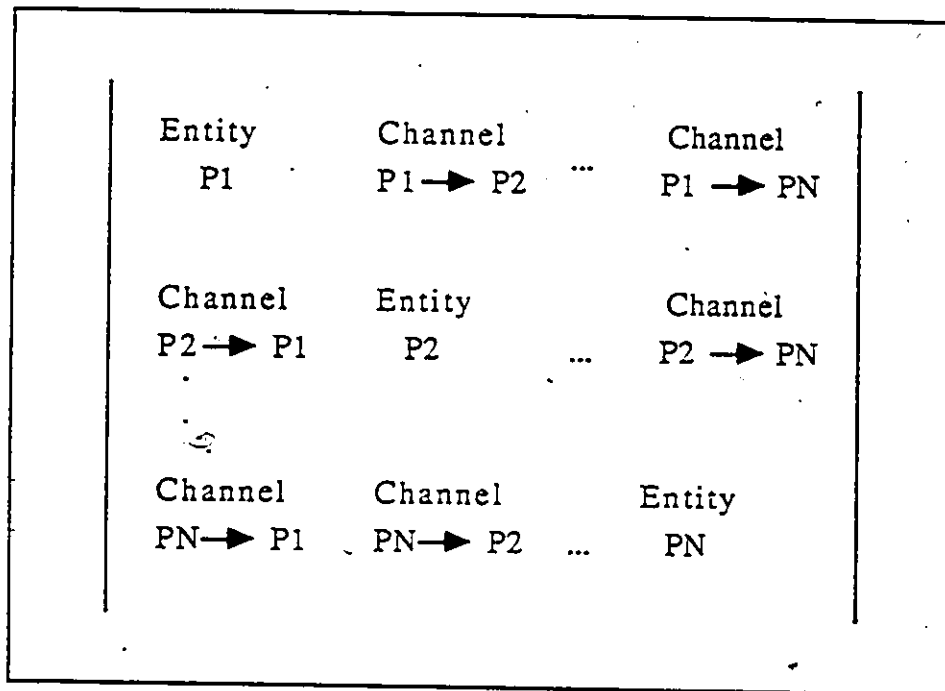 Entity Channel Channel
P1 P1 → P2 ... P1 → PN
Channel Entity Channel
P2 → P1 P2 ... P2 → PN
Channel Channel Entity
PN → P1 PN → P2 ... PN